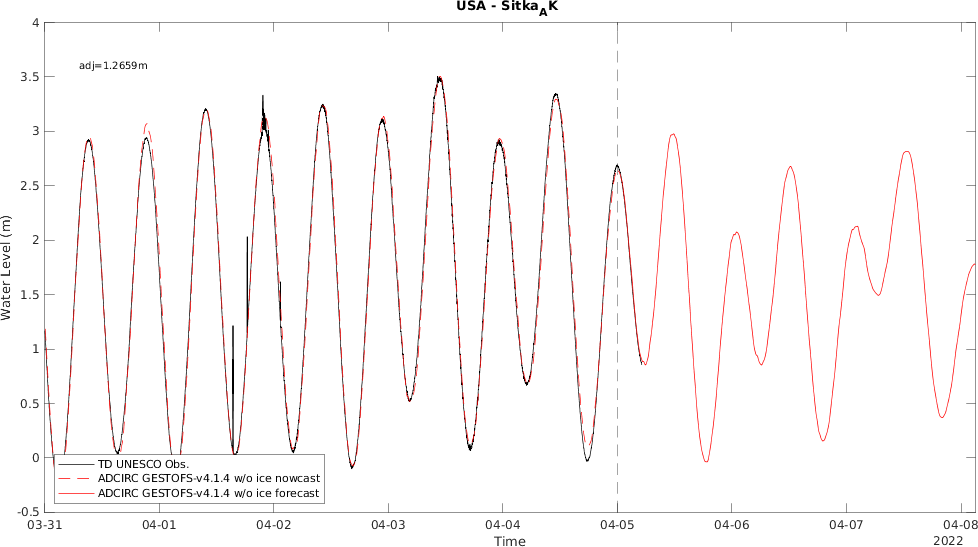 USA - Sitka_AK
4
3.5
3
2.5
2
1.5
1
0.5
0
-0.5
Water Level (m)
adj=1.2659m
TD UNESCO Obs.
ADCIRC GESTOFS-v4.1.4 w/o ice nowcast
ADCIRC GESTOFS-v4.1.4 w/o ice forecast
03-31 04-01 04-02 04-03 04-04 04-05 04-06 04-07 04-08
Time 2022